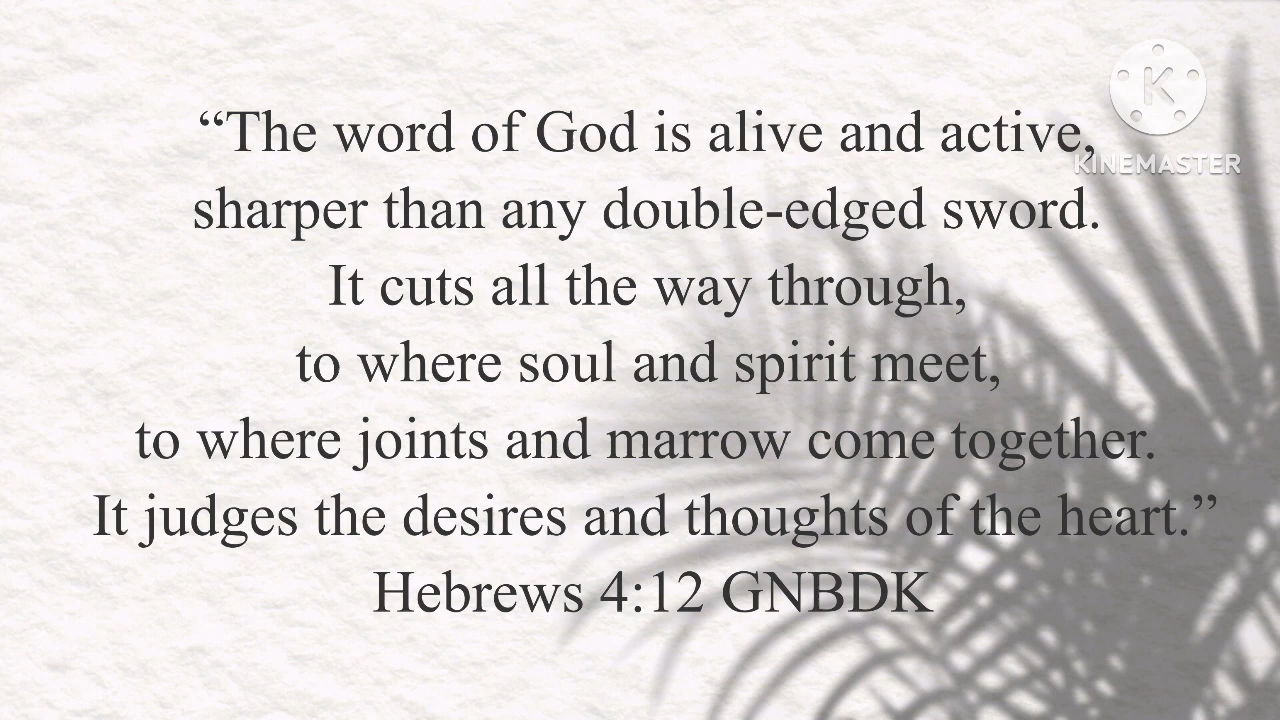 “The word of God is alive and active,
sharper than any double-edged sword.
It cuts all the way through,
to where soul and spirit meet,
to where joints and marrow come together.
It judges the desires and thoughts of the heart.”
Hebrews 4:12 GNBDK
K
KINEMASTER